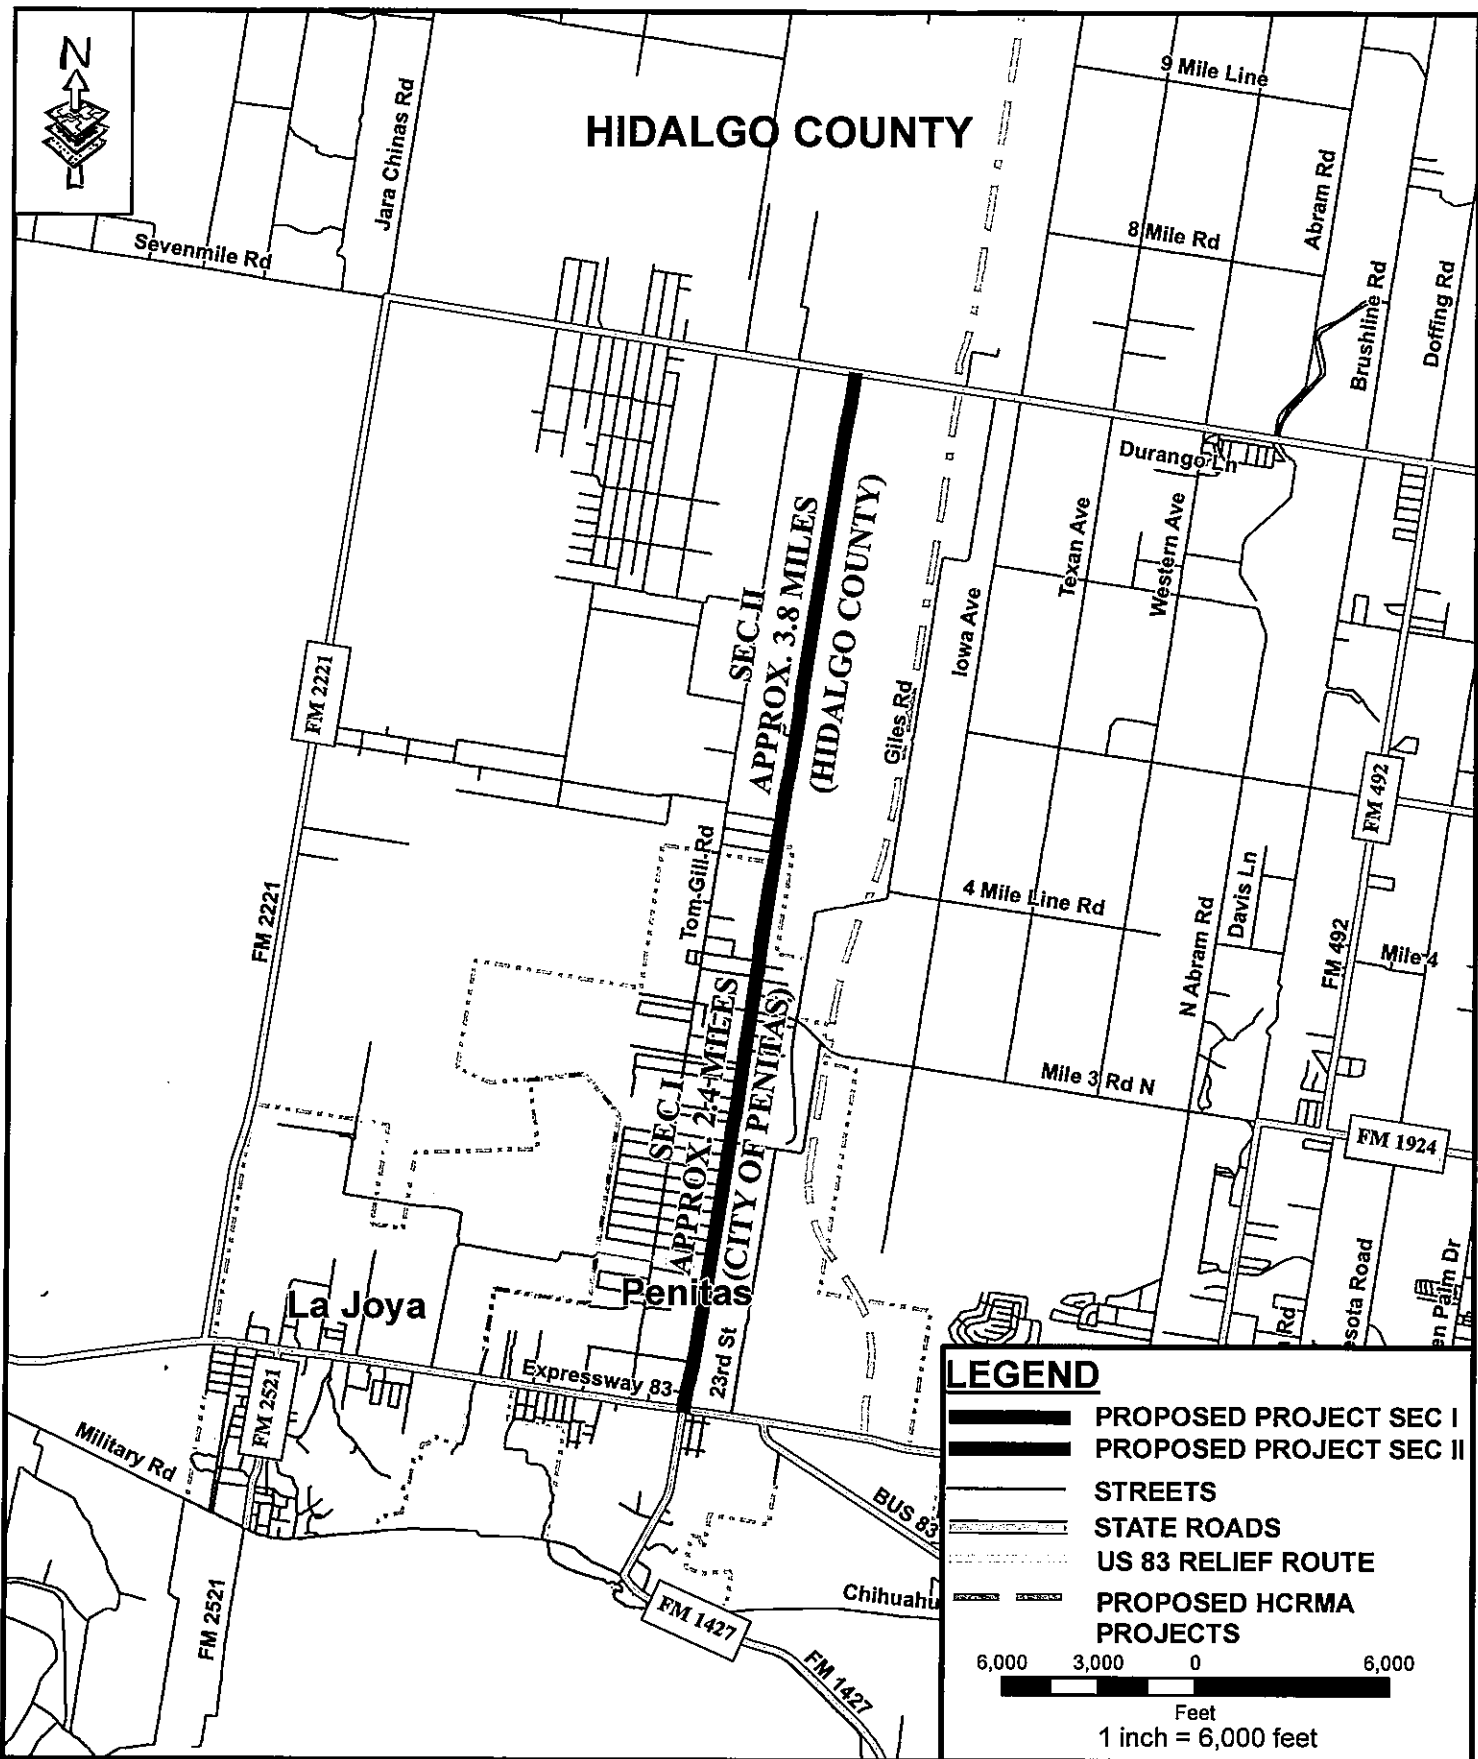 N
HIDALGO COUNTY
9 Mile Line
Jara Chinas Rd
Abram Rd
8 Mile Rd
Sevenmile Rd
Brushline Rd
Doffing Rd
Durango Ln
Texan Ave
Western Ave
Iowa Ave
Giles Rd
SEC II
APPROX. 3.8 MILES
(HIDALGO COUNTY)
FM 2221
FM 492
Tom Gill Rd
4 Mile Line Rd
Davis Ln
N Abram Rd
FM 2221
FM 492
Mile 4
SEC I
APPROX. 2.4 MILES
(CITY OF PENITAS)
Mile 3 Rd N
FM 1924
La Joya
Penitas
23rd St
Expressway 83
FM 2521
Military Rd
BUS 83
Chihuahu
FM 2521
FM 1427
FM 1427
Rd
esota Road
en Palm Dr
LEGEND
PROPOSED PROJECT SEC I
PROPOSED PROJECT SEC II
STREETS
STATE ROADS
US 83 RELIEF ROUTE
PROPOSED HCRMA
PROJECTS
6,000 3,000 0 6,000
Feet
1 inch = 6,000 feet